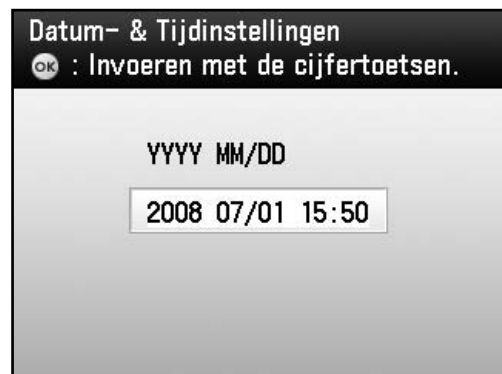 Datum- & Tijdinstellingen
OK : Invoeren met de cijfertoetsen.
YYYY MM/DD
2008 07/01 15:50